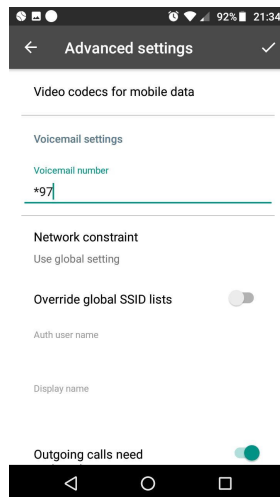 92% 21:34
Advanced settings
Video codecs for mobile data
Voicemail settings
Voicemail number
*97
Network constraint
Use global setting
Override global SSID lists
Auth user name
Display name
Outgoing calls need